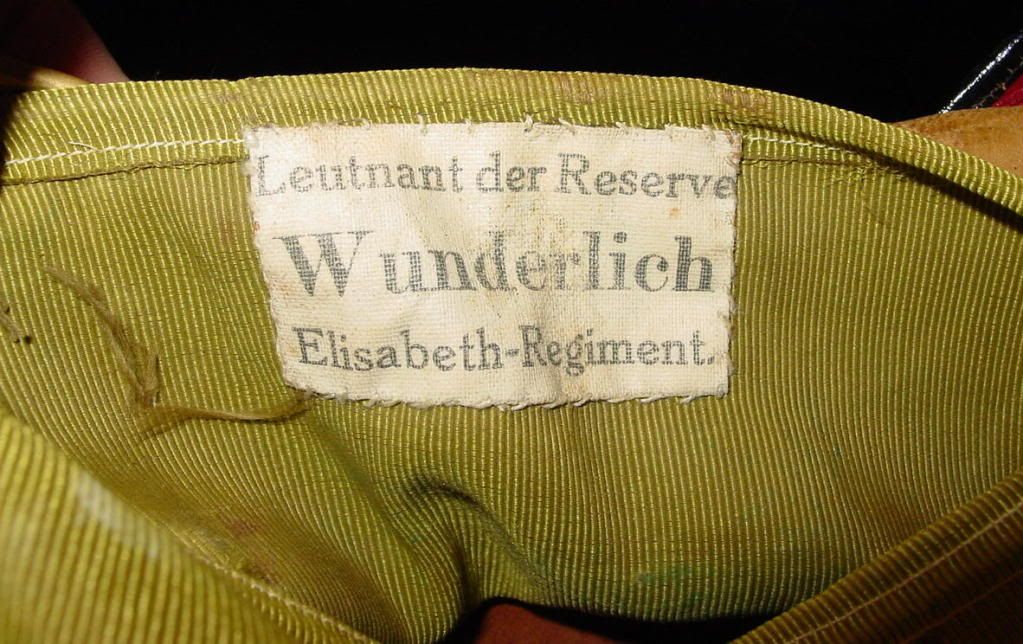 Leutnant der Reserve
Wunderlich
Elisabeth-Regiment.